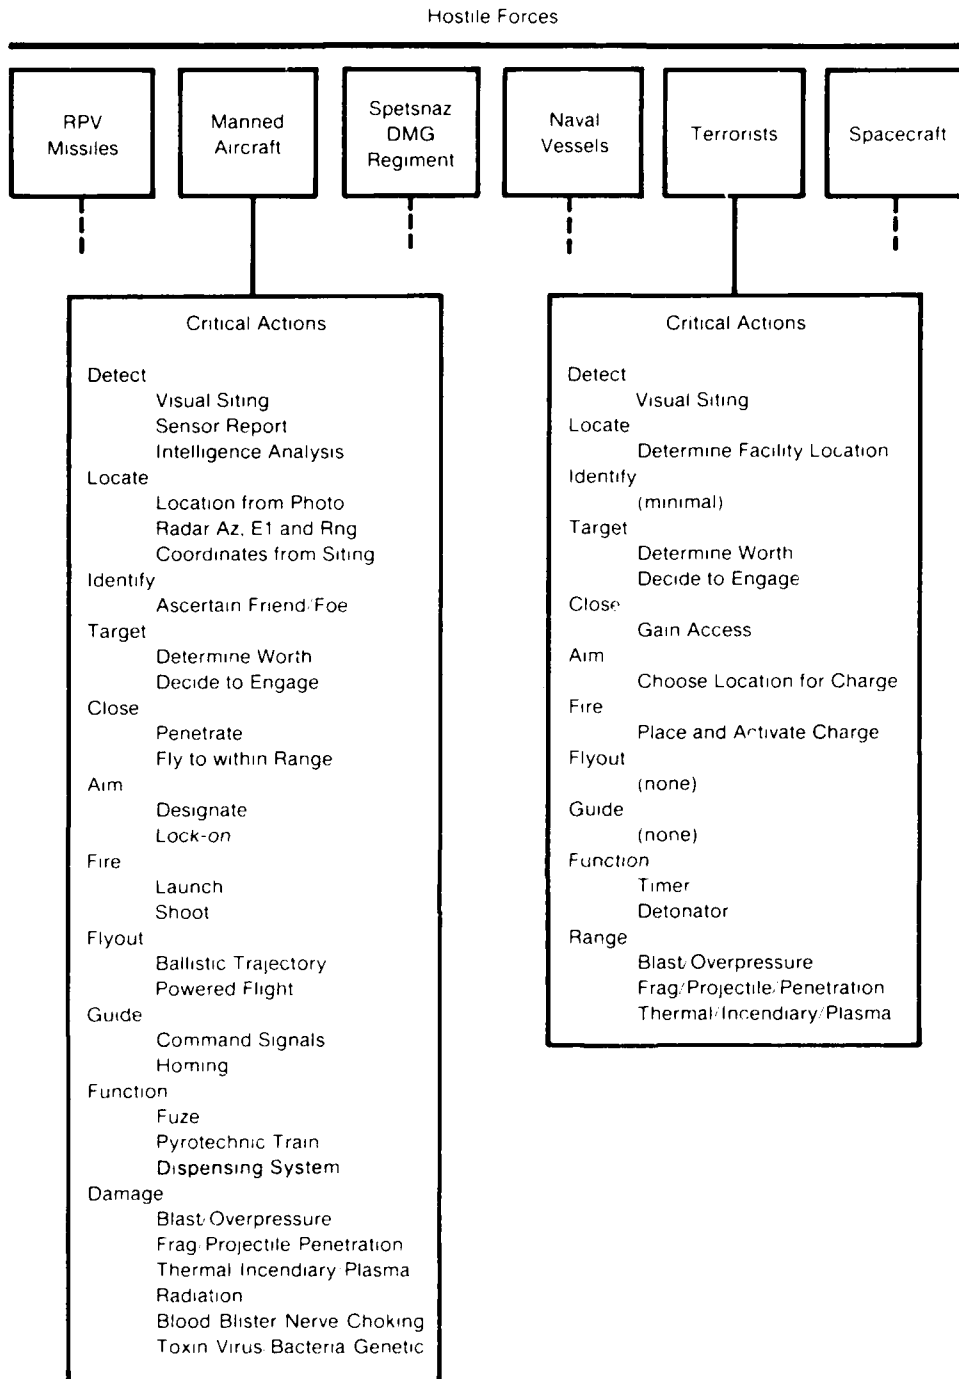 Hostile Forces
RPV
Missiles
Manned
Aircraft
Spetsnaz
DMG
Regiment
Naval
Vessels
Terrorists
Spacecraft
Critical Actions
Detect
Visual Siting
Sensor Report
Intelligence Analysis
Locate
Location from Photo
Radar Az, E1 and Rng
Coordinates from Siting
Identify
Ascertain Friend/Foe
Target
Determine Worth
Decide to Engage
Close
Penetrate
Fly to within Range
Aim
Designate
Lock-on
Fire
Launch
Shoot
Flyout
Ballistic Trajectory
Powered Flight
Guide
Command Signals
Homing
Function
Fuze
Pyrotechnic Train
Dispensing System
Damage
Blast/Overpressure
Frag/Projectile Penetration
Thermal Incendiary Plasma
Radiation
Blood Blister Nerve Choking
Toxin Virus Bacteria Genetic
Critical Actions
Detect
Visual Siting
Locate
Determine Facility Location
Identify
(minimal)
Target
Determine Worth
Decide to Engage
Close
Gain Access
Aim
Choose Location for Charge
Fire
Place and Activate Charge
Flyout
(none)
Guide
(none)
Function
Timer
Detonator
Range
Blast/Overpressure
Frag/Projectile/Penetration
Thermal/Incendiary/Plasma